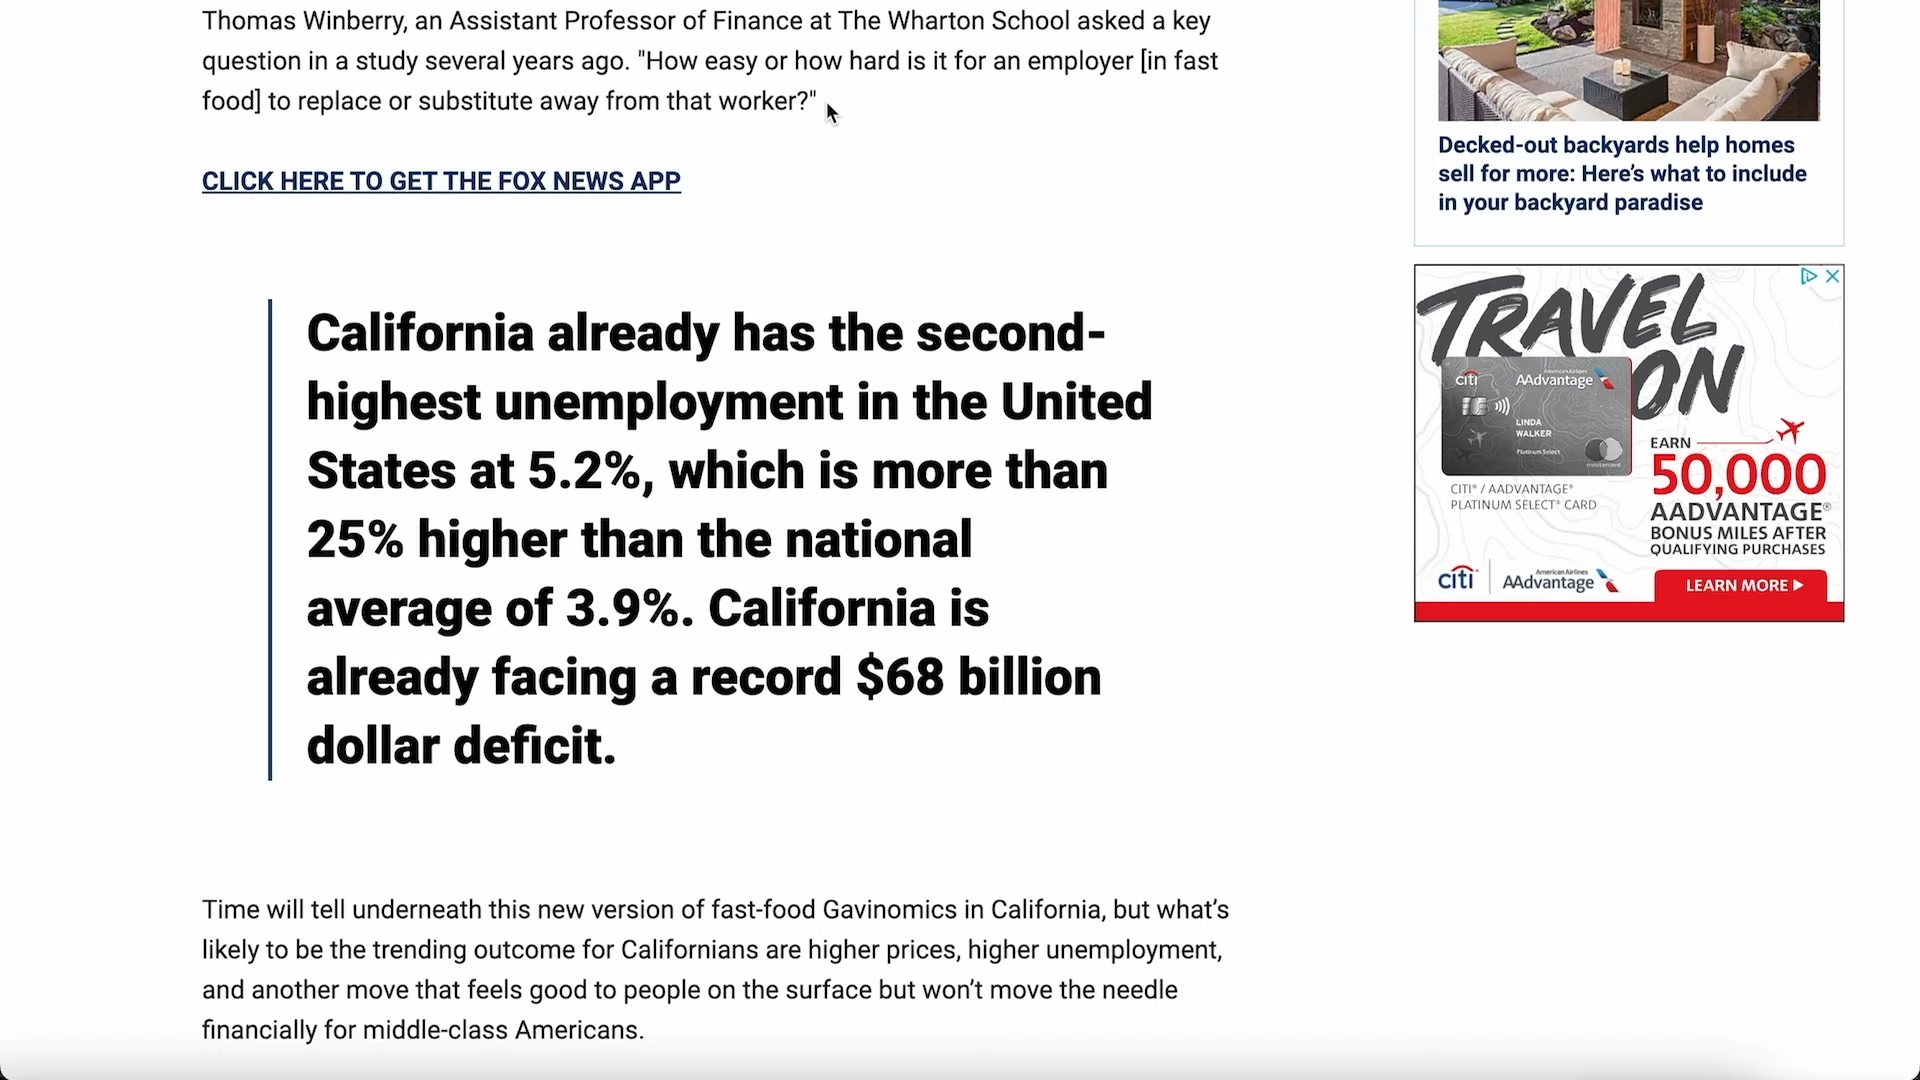 Thomas Winberry, an Assistant Professor of Finance at The Wharton School asked a key
question in a study several years ago. "How easy or how hard is it for an employer [in fast
food] to replace or substitute away from that worker?"
CLICK HERE TO GET THE FOX NEWS APP
California already has the second-
highest unemployment in the United
States at 5.2%, which is more than
25% higher than the national
average of 3.9%. California is
already facing a record $68 billion
dollar deficit.
Time will tell underneath this new version of fast-food Gavinomics in California, but what’s
likely to be the trending outcome for Californians are higher prices, higher unemployment,
and another move that feels good to people on the surface but won’t move the needle
financially for middle-class Americans.
Decked-out backyards help homes
sell for more: Here’s what to include
in your backyard paradise
TRAVEL
ON
citi
American Airlines
AAdvantage
LINDA
WALKER
Platinum Select
mastercard
CITI® / AADVANTAGE®
PLATINUM SELECT® CARD
EARN
50,000
AADVANTAGE®
BONUS MILES AFTER
QUALIFYING PURCHASES
citi
American Airlines
AAdvantage
LEARN MORE